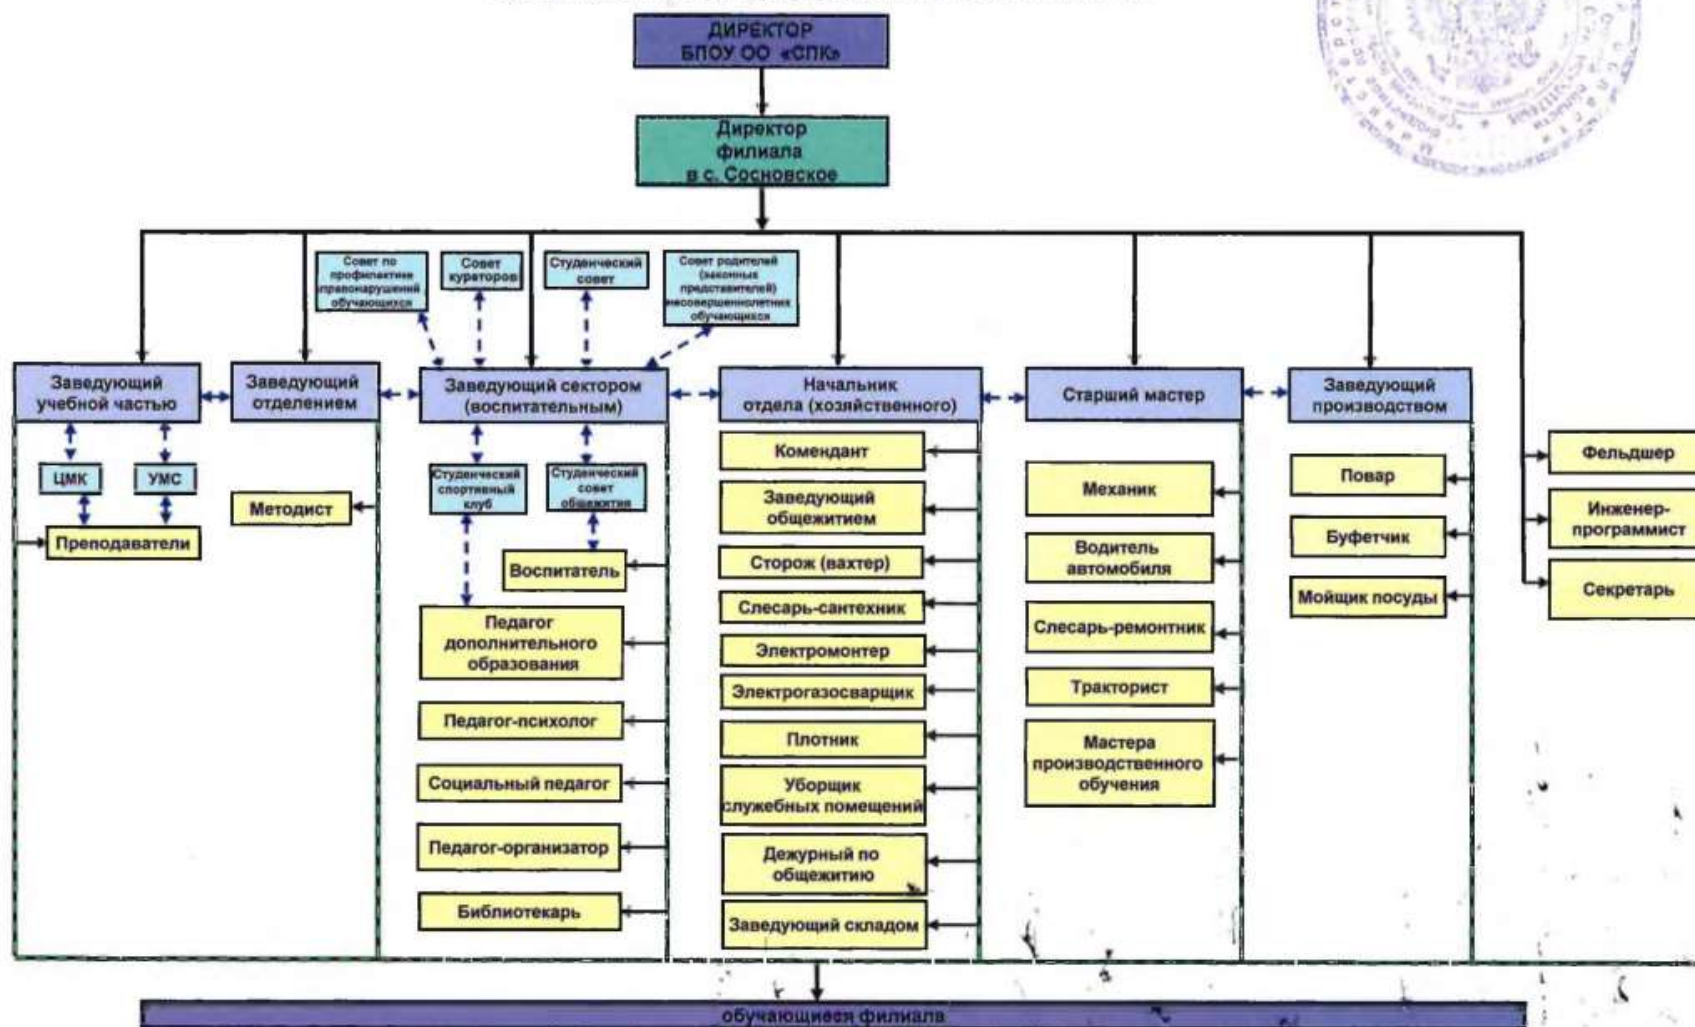 ДИРЕКТОР
БПОУ ОО «СПК»
Директор
филиала
в с. Сосновское
Совет по
профилактике
правонарушений
обучающихся
Совет
кураторов
Студенческий
совет
Совет родителей
(законных
представителей)
несовершеннолетних
обучающихся
Заведующий
учебной частью
Заведующий
отделением
Заведующий сектором
(воспитательным)
Начальник
отдела (хозяйственного)
Старший мастер
Заведующий
производством
ЦМК
УМС
Преподаватели
Методист
Студенческий
спортивный
клуб
Студенческий
совет
общежития
Воспитатель
Педагог
дополнительного
образования
Педагог-психолог
Социальный педагог
Педагог-организатор
Библиотекарь
Комендант
Заведующий
общежитием
Сторож (вахтер)
Слесарь-сантехник
Электромонтер
Электрогазосварщик
Плотник
Уборщик
служебных помещений
Дежурный по
общежитию
Заведующий складом
Механик
Водитель
автомобиля
Слесарь-ремонтник
Тракторист
Мастера
производственного
обучения
Повар
Буфетчик
Мойщик посуды
Фельдшер
Инженер-
программист
Секретарь
обучающиеся филиала